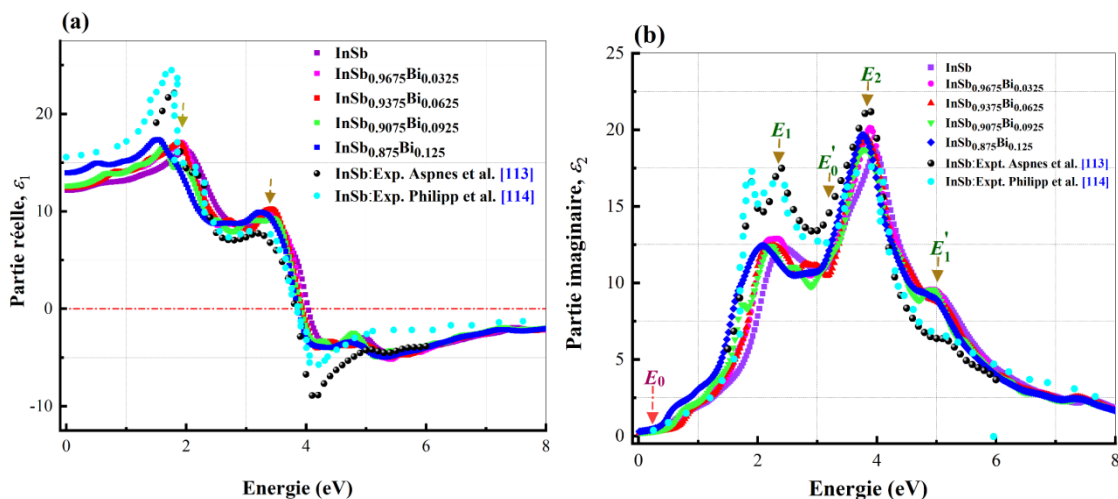 (a)
InSb
InSb0.9675Bi0.0325
InSb0.9375Bi0.0625
InSb0.9075Bi0.0925
InSb0.875Bi0.125
InSb:Exp. Aspnes et al. [113]
InSb:Exp. Philipp et al. [114]
Partie réelle, ε1
20
10
0
-10
0
2
4
6
8
Energie (eV)
(b)
InSb
InSb0.9675Bi0.0325
InSb0.9375Bi0.0625
InSb0.9075Bi0.0925
InSb0.875Bi0.125
InSb:Expt. Aspnes et al. [113]
InSb:Expt. Philipp et al. [114]
E0
E1
E'0
E2
E'1
Partie imaginaire, ε2
25
20
15
10
5
0
0
2
4
6
8
Energie (eV)